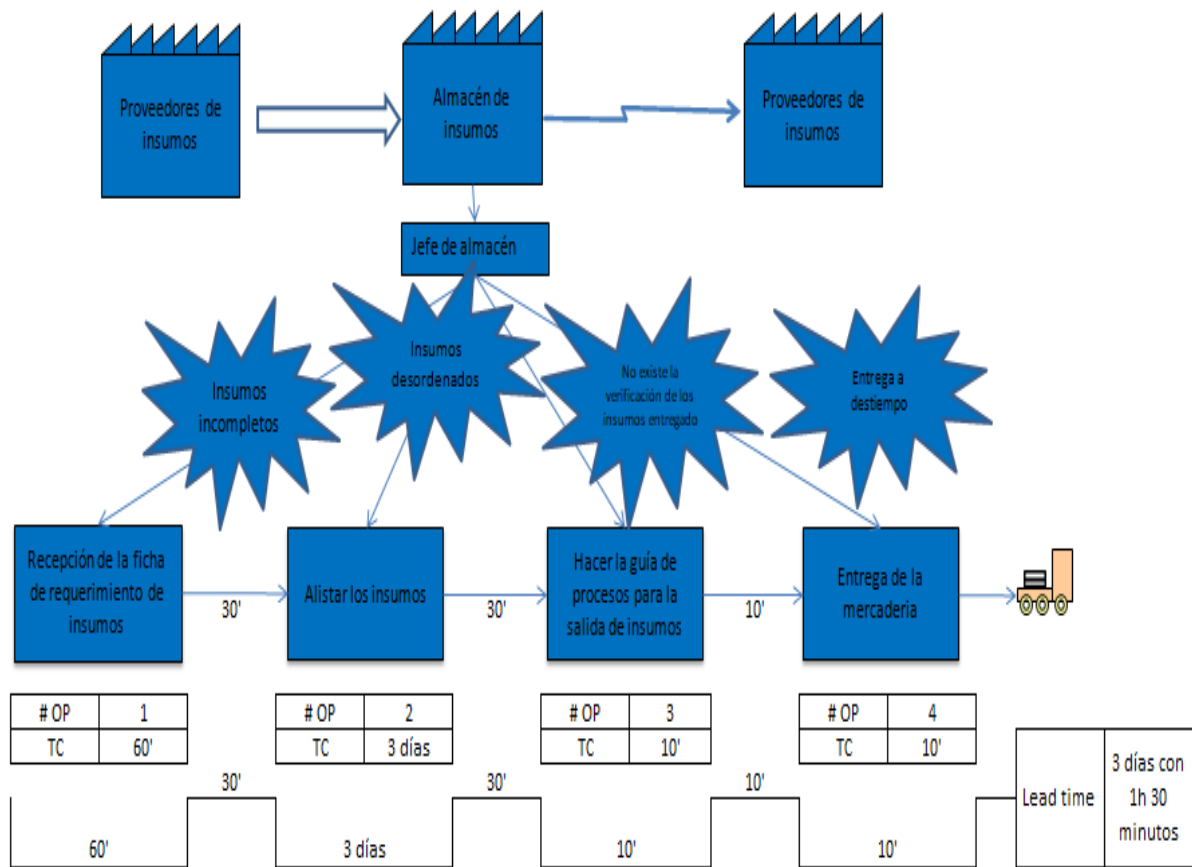 Proveedores de
insumos
Almacén de
insumos
Proveedores de
insumos
Jefe de almacén
Insumos
incompletos
Insumos
desordenados
No existe la
verificación de los
insumos entregado
Entrega a
destiempo
Recepción de la ficha
de requerimiento de
insumos
30'
Alistar los insumos
30'
Hacer la guía de
procesos para la
salida de insumos
10'
Entrega de la
mercaderia
# OP 1
TC 60'
# OP 2
TC 3 días
# OP 3
TC 10'
# OP 4
TC 10'
30'
30'
10'
60'
3 días
10'
10'
Lead time
3 días con
1h 30
minutos